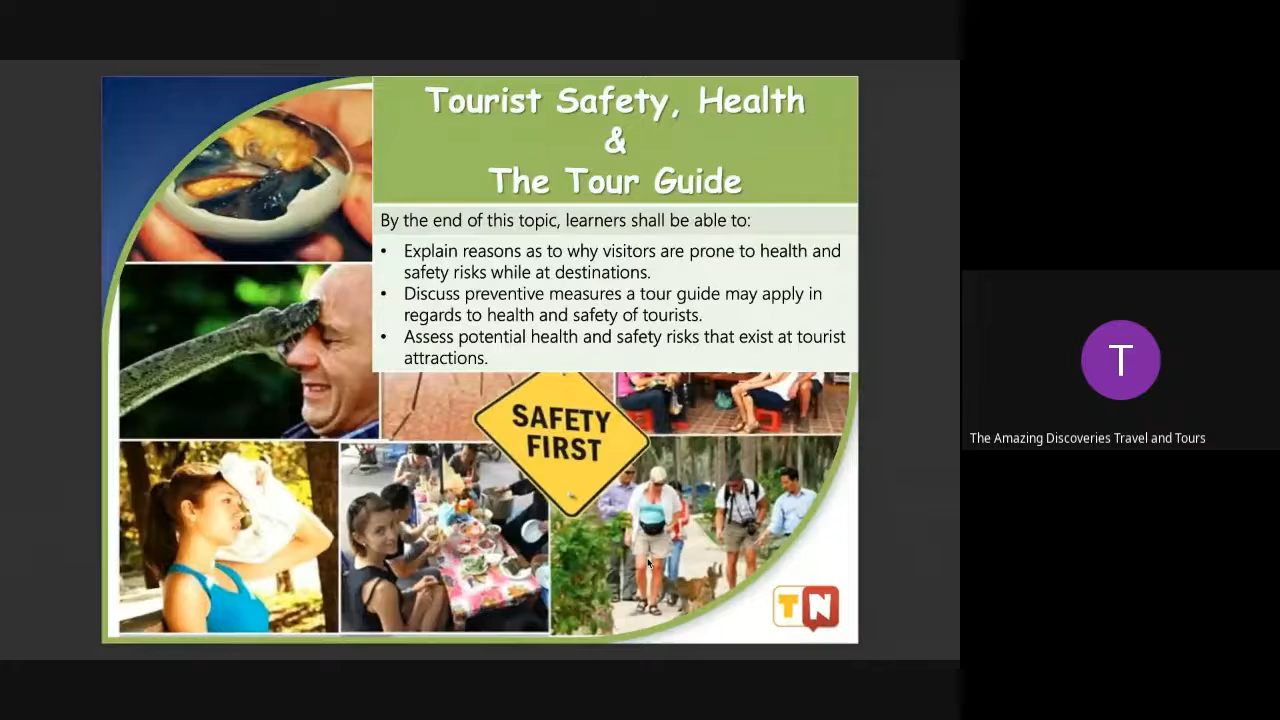 Tourist Safety, Health
&
The Tour Guide
By the end of this topic, learners shall be able to:
• Explain reasons as to why visitors are prone to health and
safety risks while at destinations.
• Discuss preventive measures a tour guide may apply in
regards to health and safety of tourists.
• Assess potential health and safety risks that exist at tourist
attractions.
SAFETY
FIRST
TN
T
The Amazing Discoveries Travel and Tours